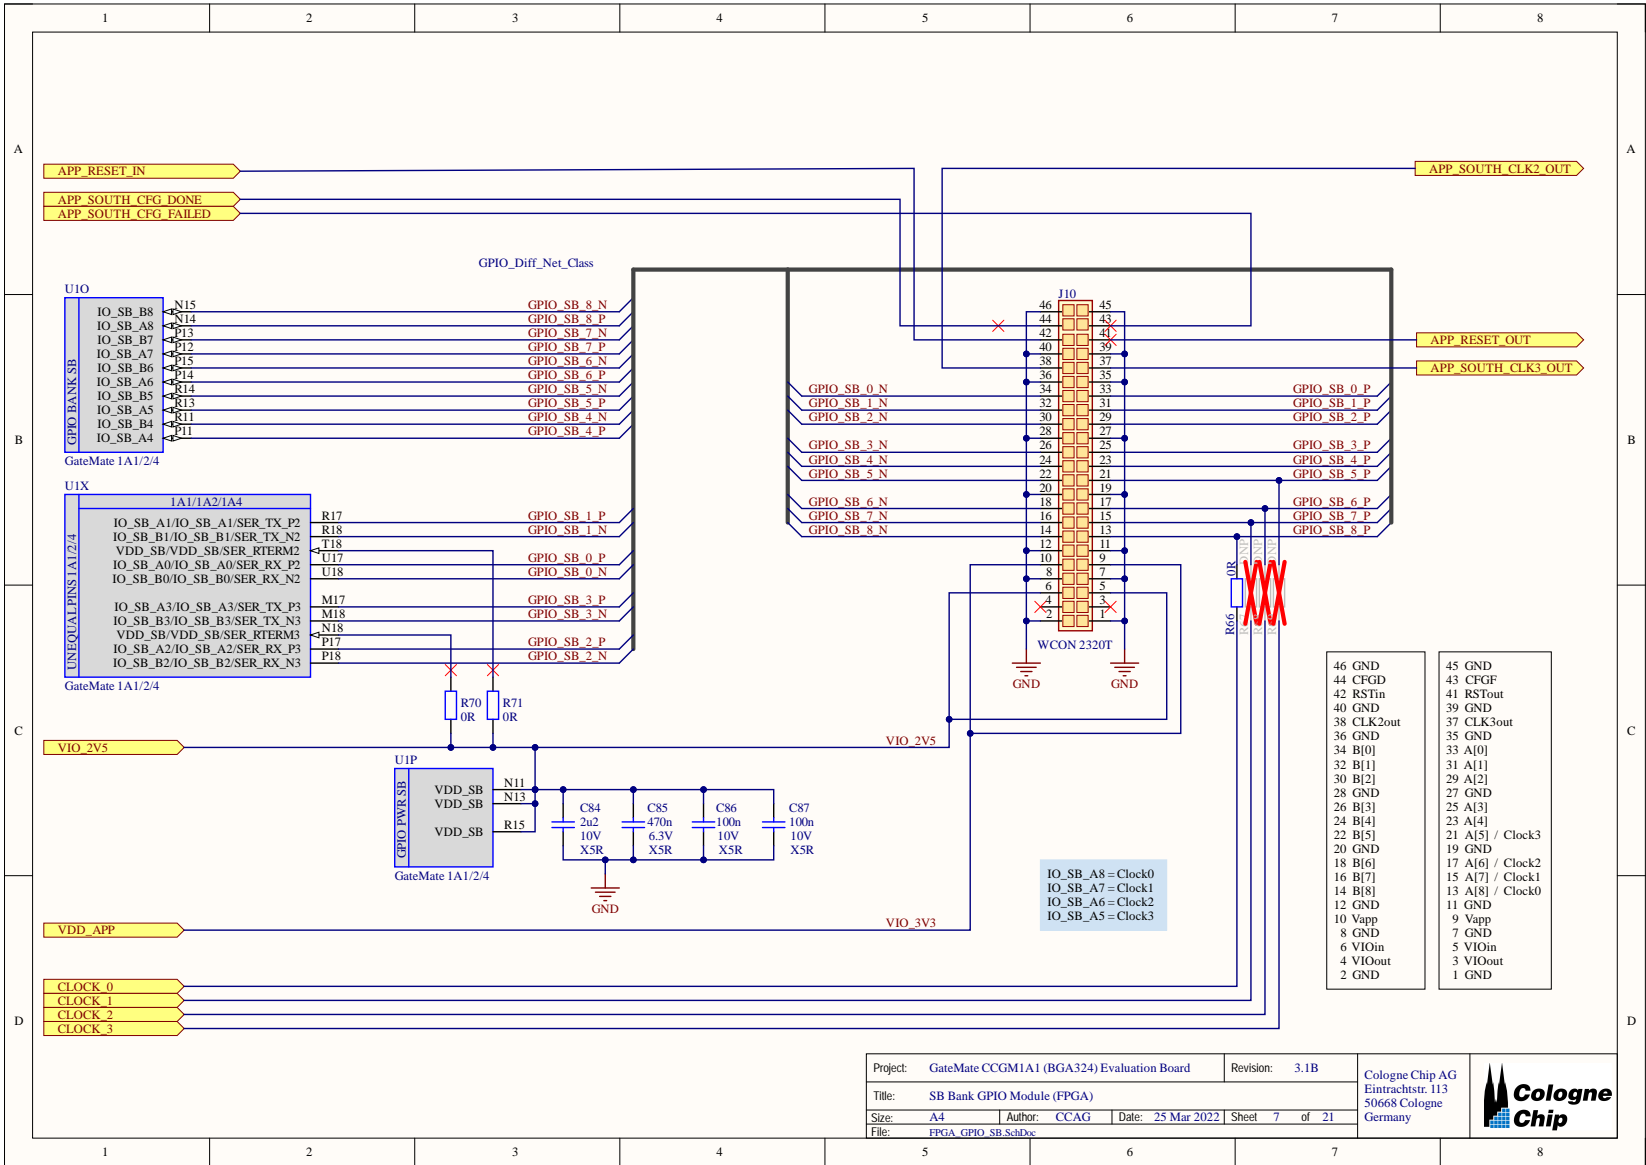 1 2 3 4 5 6 7 8
A A
APP_RESET_IN
APP_SOUTH_CLK2_OUT
APP_SOUTH_CFG_DONE
APP_SOUTH_CFG_FAILED
GPIO_Diff_Net_Class
U1O
GPIO BANK SB
IO_SB_B8 N15 GPIO_SB_8_N
IO_SB_A8 N14 GPIO_SB_8_P
IO_SB_B7 P13 GPIO_SB_7_N
IO_SB_A7 P12 GPIO_SB_7_P
IO_SB_B6 P15 GPIO_SB_6_N
IO_SB_A6 P14 GPIO_SB_6_P
IO_SB_B5 R14 GPIO_SB_5_N
IO_SB_A5 R13 GPIO_SB_5_P
IO_SB_B4 R11 GPIO_SB_4_N
IO_SB_A4 P11 GPIO_SB_4_P
GateMate 1A1/2/4
B B
J10
46 45
44 43
42 41 APP_RESET_OUT
40 39
38 37 APP_SOUTH_CLK3_OUT
36 35
GPIO_SB_0_N 34 33 GPIO_SB_0_P
GPIO_SB_1_N 32 31 GPIO_SB_1_P
GPIO_SB_2_N 30 29 GPIO_SB_2_P
28 27
GPIO_SB_3_N 26 25 GPIO_SB_3_P
GPIO_SB_4_N 24 23 GPIO_SB_4_P
GPIO_SB_5_N 22 21 GPIO_SB_5_P
20 19
GPIO_SB_6_N 18 17 GPIO_SB_6_P
GPIO_SB_7_N 16 15 GPIO_SB_7_P
GPIO_SB_8_N 14 13 GPIO_SB_8_P
12 11
10 9
8 7
6 5
4 3
2 1
WCON 2320T
GND GND
R66 0R
U1X
1A1/1A2/1A4
UNEQUAL PINS 1A1/2/4
IO_SB_A1/IO_SB_A1/SER_TX_P2 R17 GPIO_SB_1_P
IO_SB_B1/IO_SB_B1/SER_TX_N2 R18 GPIO_SB_1_N
VDD_SB/VDD_SB/SER_RTERM2 T18
IO_SB_A0/IO_SB_A0/SER_RX_P2 U17 GPIO_SB_0_P
IO_SB_B0/IO_SB_B0/SER_RX_N2 U18 GPIO_SB_0_N
IO_SB_A3/IO_SB_A3/SER_TX_P3 M17 GPIO_SB_3_P
IO_SB_B3/IO_SB_B3/SER_TX_N3 M18 GPIO_SB_3_N
VDD_SB/VDD_SB/SER_RTERM3 N18
IO_SB_A2/IO_SB_A2/SER_RX_P3 P17 GPIO_SB_2_P
IO_SB_B2/IO_SB_B2/SER_RX_N3 P18 GPIO_SB_2_N
GateMate 1A1/2/4
R70 R71
0R 0R
C C
VIO_2V5 VIO_2V5
U1P
GPIO PWR SB
VDD_SB N11
VDD_SB N13
VDD_SB R15
GateMate 1A1/2/4
C84 C85 C86 C87
2u2 470n 100n 100n
10V 6.3V 10V 10V
X5R X5R X5R X5R
GND
VDD_APP VIO_3V3
IO_SB_A8 = Clock0
IO_SB_A7 = Clock1
IO_SB_A6 = Clock2
IO_SB_A5 = Clock3
46 GND 45 GND
44 CFGD 43 CFGF
42 RSTin 41 RSTout
40 GND 39 GND
38 CLK2out 37 CLK3out
36 GND 35 GND
34 B[0] 33 A[0]
32 B[1] 31 A[1]
30 B[2] 29 A[2]
28 GND 27 GND
26 B[3] 25 A[3]
24 B[4] 23 A[4]
22 B[5] 21 A[5] / Clock3
20 GND 19 GND
18 B[6] 17 A[6] / Clock2
16 B[7] 15 A[7] / Clock1
14 B[8] 13 A[8] / Clock0
12 GND 11 GND
10 Vapp 9 Vapp
8 GND 7 GND
6 VIOin 5 VIOin
4 VIOout 3 VIOout
2 GND 1 GND
CLOCK_0
CLOCK_1
CLOCK_2
CLOCK_3
D D
Project: GateMate CCGM1A1 (BGA324) Evaluation Board Revision: 3.1B
Title: SB Bank GPIO Module (FPGA)
Size: A4 Author: CCAG Date: 25 Mar 2022 Sheet 7 of 21
File: FPGA_GPIO_SB.SchDoc
Cologne Chip AG
Eintrachtstr. 113
50668 Cologne
Germany
Cologne
Chip
1 2 3 4 5 6 7 8